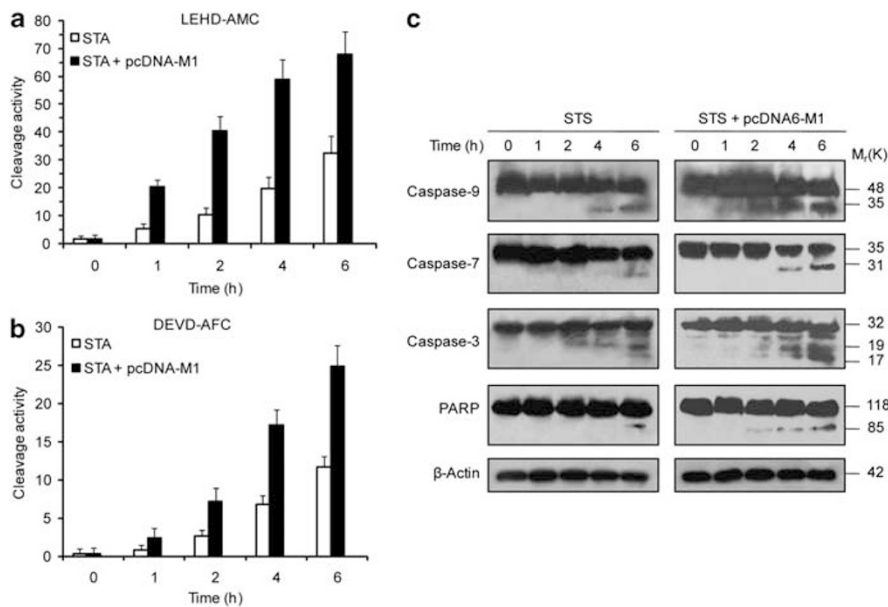 a
LEHD-AMC
STA
STA + pcDNA-M1
Cleavage activity
80
70
60
50
40
30
20
10
0
0 1 2 4 6
Time (h)
b
DEVD-AFC
STA
STA + pcDNA-M1
Cleavage activity
30
25
20
15
10
5
0
0 1 2 4 6
Time (h)
c
STS STS + pcDNA6-M1
Time (h) 0 1 2 4 6 0 1 2 4 6 Mr(K)
Caspase-9 48
35
Caspase-7 35
31
Caspase-3 32
19
17
PARP 118
85
β-Actin 42